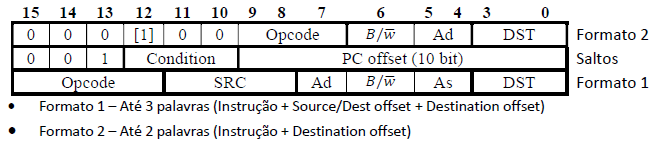 15 14 13 12 11 10 9 8 7 6 5 4 3 0
0 0 0 [1] 0 0 Opcode B/w̅ Ad DST Formato 2
0 0 1 Condition PC offset (10 bit) Saltos
Opcode SRC Ad B/w̅ As DST Formato 1
• Formato 1 – Até 3 palavras (Instrução + Source/Dest offset + Destination offset)
• Formato 2 – Até 2 palavras (Instrução + Destination offset)